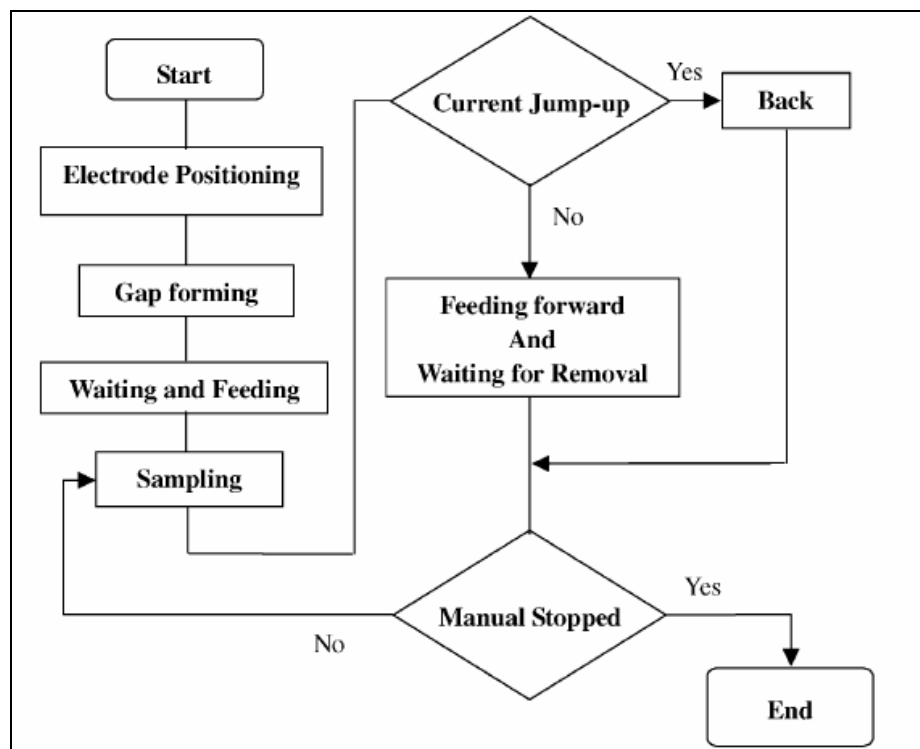 Start
Electrode Positioning
Gap forming
Waiting and Feeding
Sampling
Current Jump-up
Yes
Back
No
Feeding forward
And
Waiting for Removal
Manual Stopped
No
Yes
End